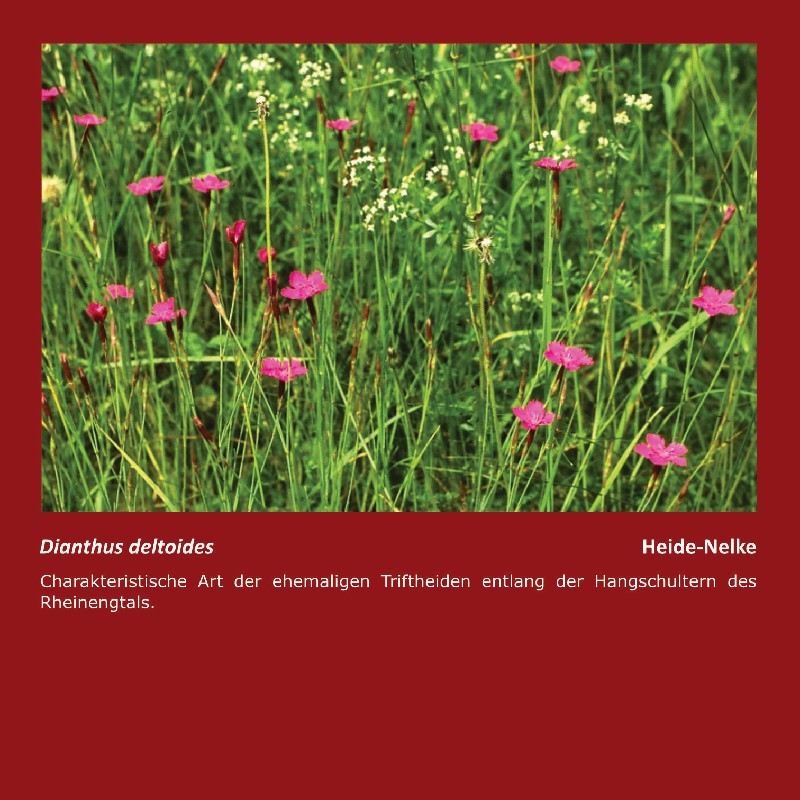 Dianthus deltoides Heide-Nelke
Charakteristische Art der ehemaligen Triftheiden entlang der Hangschultern des
Rheinengtals.